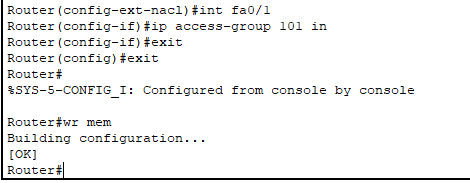 Router(config-ext-nacl)#int fa0/1
Router(config-if)#ip access-group 101 in
Router(config-if)#exit
Router(config)#exit
Router#
%SYS-5-CONFIG_I: Configured from console by console
Router#wr mem
Building configuration...
[OK]
Router#